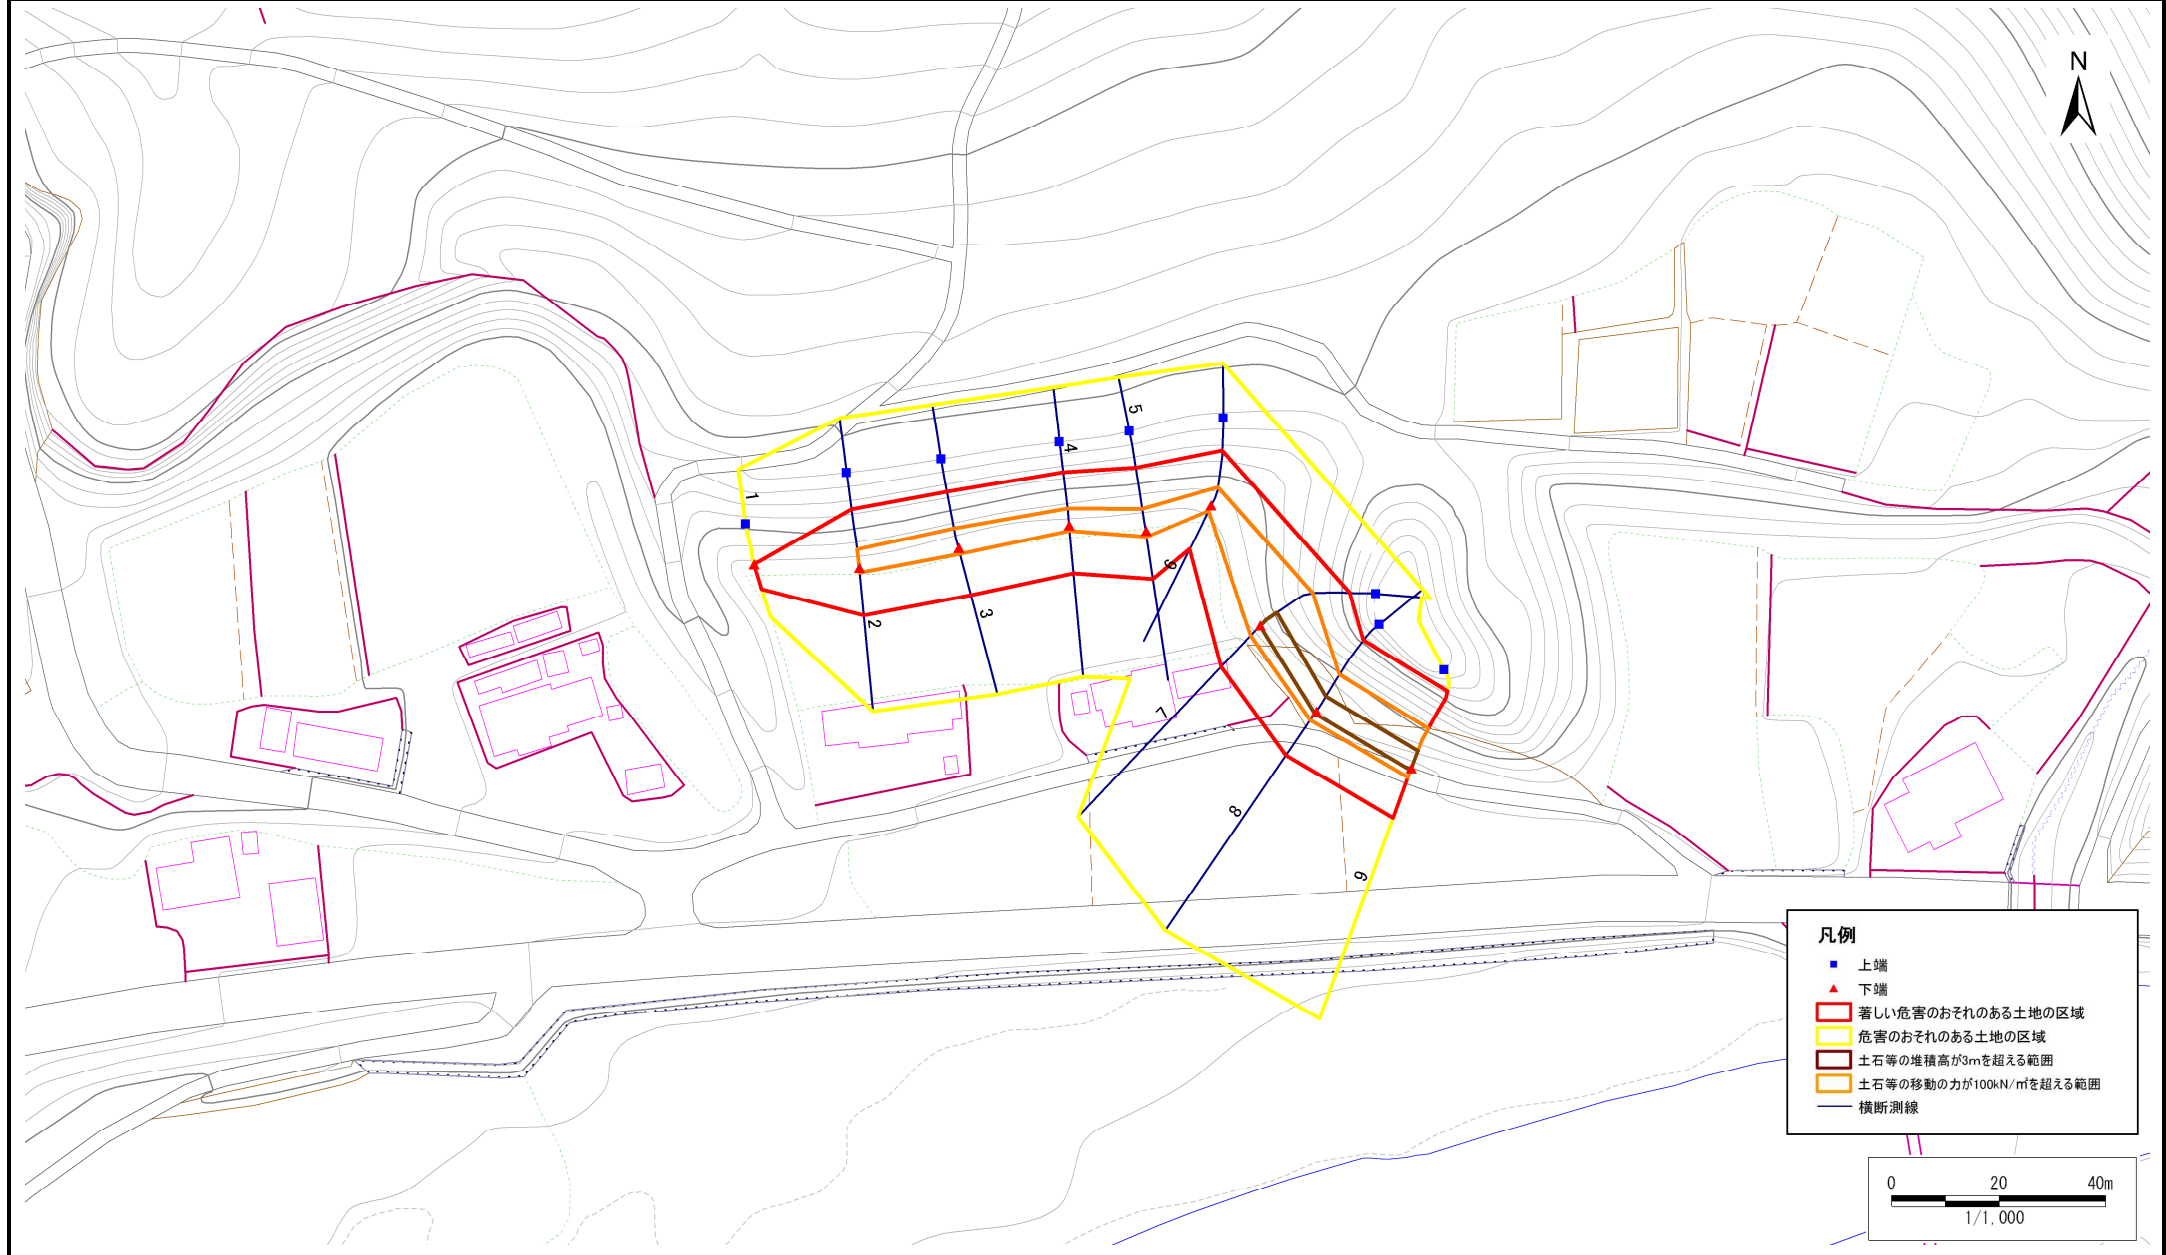 N
5
4
1
6
2
3
7
8
9
凡例
上端
下端
著しい危害のおそれのある土地の区域
危害のおそれのある土地の区域
土石等の堆積高が3mを超える範囲
土石等の移動の力が100kN/㎡を超える範囲
横断測線
0 20 40m
1/1,000